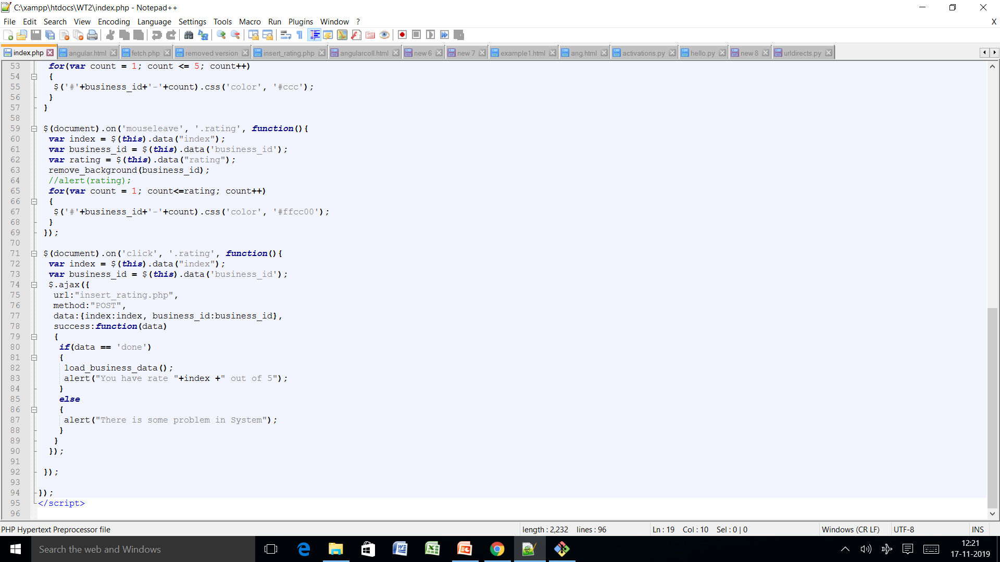 C:\xampp\htdocs\WT2\index.php - Notepad++
File Edit Search View Encoding Language Settings Tools Macro Run Plugins Window ? X
index.php angular.html fetch.php removed version insert_rating.php angularcoll.html new 6 new 7 example1.html ang.html activations.py hello.py new 8 urldirects.py
53 for(var count = 1; count <= 5; count++)
54 {
55 $('#'+business_id+'-'+count).css('color', '#ccc');
56 }
57 }
58
59 $(document).on('mouseleave', '.rating', function(){
60 var index = $(this).data("index");
61 var business_id = $(this).data('business_id');
62 var rating = $(this).data("rating");
63 remove_background(business_id);
64 //alert(rating);
65 for(var count = 1; count<=rating; count++)
66 {
67 $('#'+business_id+'-'+count).css('color', '#ffcc00');
68 }
69 });
70
71 $(document).on('click', '.rating', function(){
72 var index = $(this).data("index");
73 var business_id = $(this).data('business_id');
74 $.ajax({
75 url:"insert_rating.php",
76 method:"POST",
77 data:{index:index, business_id:business_id},
78 success:function(data)
79 {
80 if(data == 'done')
81 {
82 load_business_data();
83 alert("You have rate "+index +" out of 5");
84 }
85 else
86 {
87 alert("There is some problem in System");
88 }
89 }
90 });
91
92 });
93
94 });
95 </script>
96
PHP Hypertext Preprocessor file length : 2,232 lines : 96 Ln : 19 Col : 10 Sel : 0 | 0 Windows (CR LF) UTF-8 INS
Search the web and Windows
12:21
17-11-2019